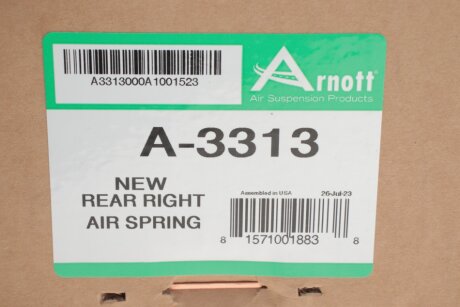 A3313000A1001523
Arnott®
Air Suspension Products
A-3313
NEW
REAR RIGHT
AIR SPRING
Assembled in USA 26-Jul-23
8 1571001883 8